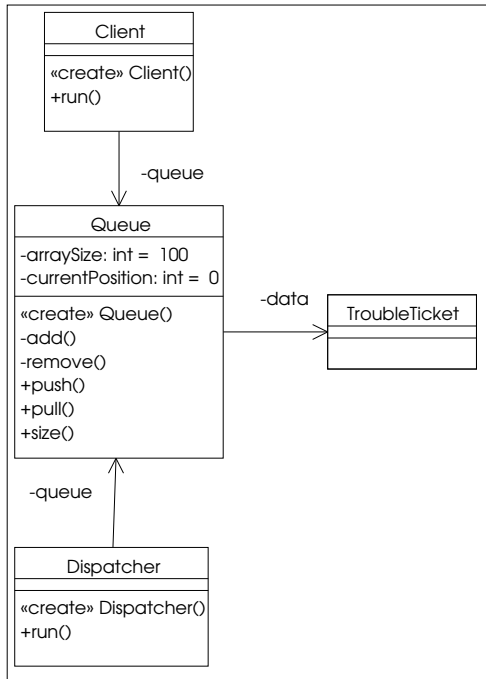 Client
«create» Client()
+run()
-queue
Queue
-arraySize: int = 100
-currentPosition: int = 0
«create» Queue()
-add()
-remove()
+push()
+pull()
+size()
-data
TroubleTicket
-queue
Dispatcher
«create» Dispatcher()
+run()